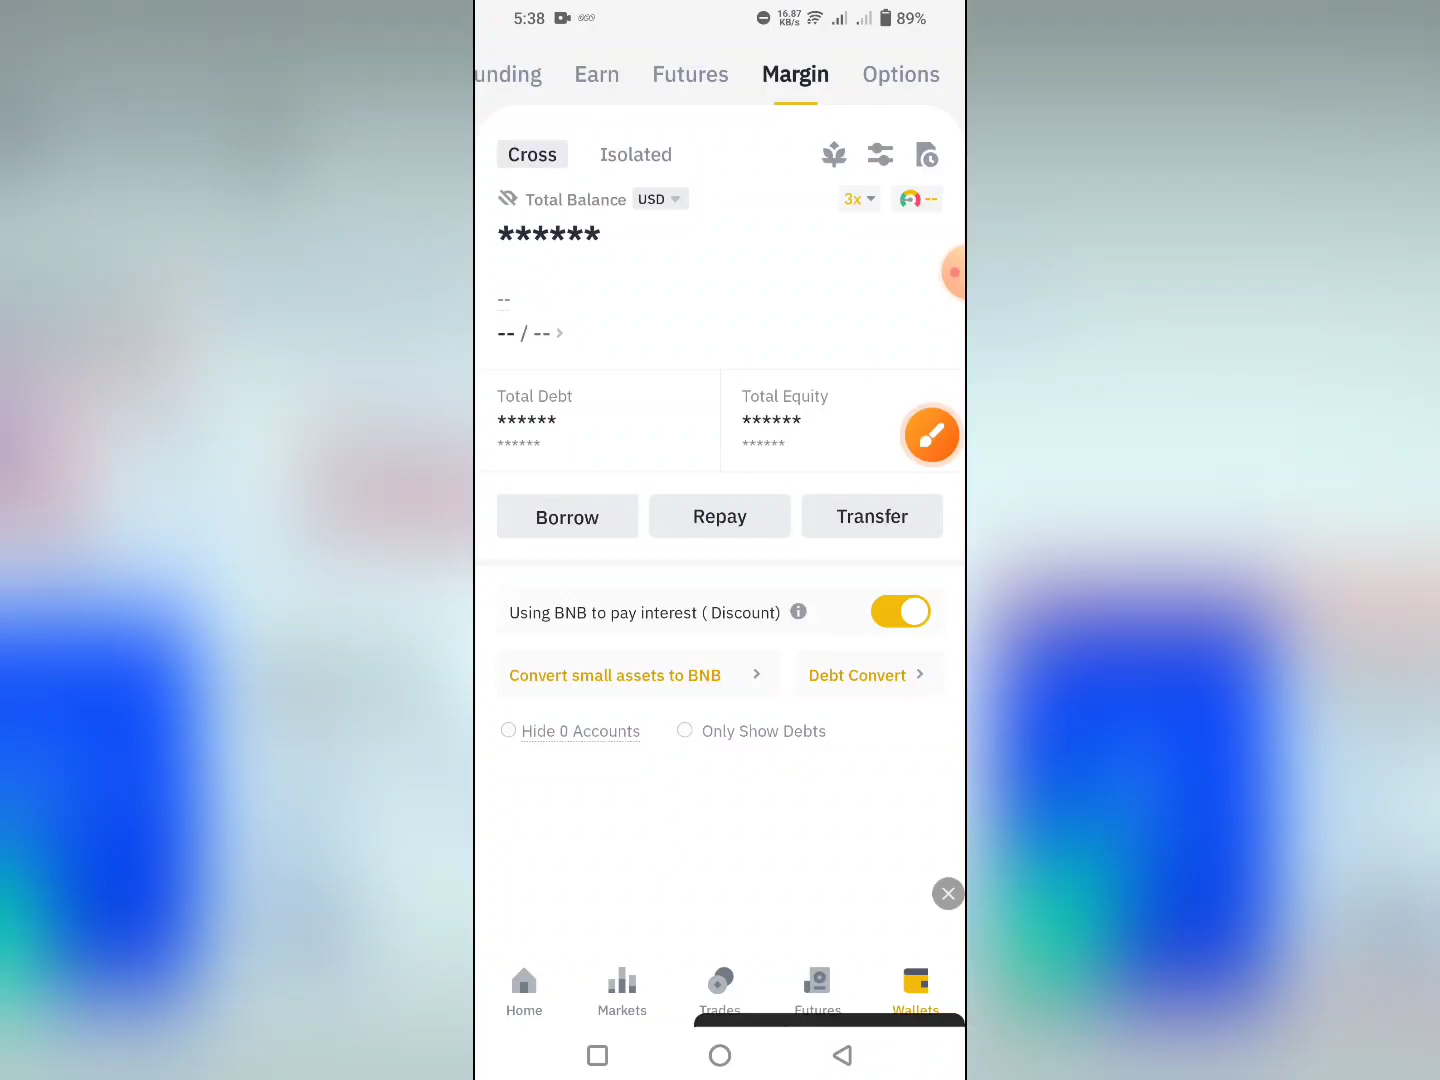 5:38 16.87 KB/s 89%
unding Earn Futures Margin Options
Cross Isolated
Total Balance USD 3x --
******
--
-- / --
Total Debt Total Equity
****** ******
****** ******
Borrow Repay Transfer
Using BNB to pay interest ( Discount)
Convert small assets to BNB Debt Convert
Hide 0 Accounts Only Show Debts
Home Markets Trades Futures Wallets